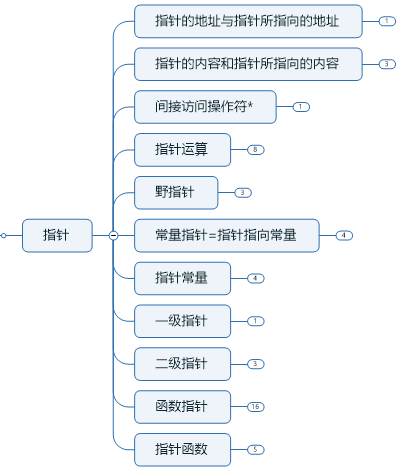 指针的地址与指针所指向的地址 1
指针的内容和指针所指向的内容 3
间接访问操作符* 1
指针运算 8
野指针 3
指针
常量指针=指针指向常量 4
指针常量 4
一级指针 1
二级指针 3
函数指针 16
指针函数 5